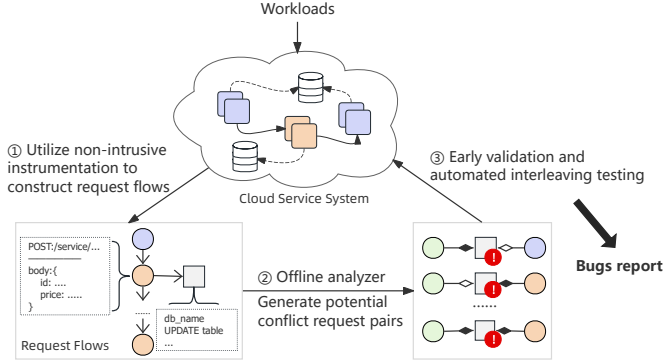 Workloads
① Utilize non-intrusive
instrumentation to
construct request flows
Cloud Service System
③ Early validation and
automated interleaving testing
Bugs report
POST:/service/...
body:{
id: ....
price: .....
}
......
db_name
UPDATE table
...
Request Flows
② Offline analyzer
Generate potential
conflict request pairs
!
!
......
!